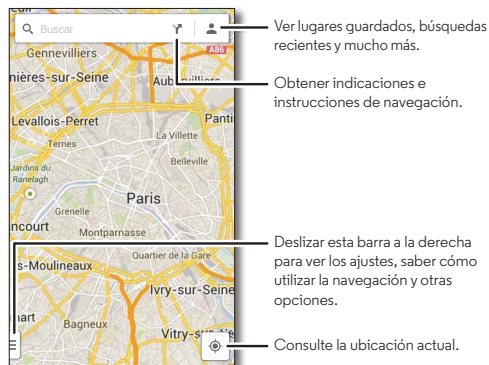 Buscar
A86
Gennevilliers
nières-sur-Seine
Aubervilliers
Levallois-Perret
Panti
Ternes
La Villette
Jardins du
Ranelagh
Belleville
Paris
Grenelle
ncourt
Montparnasse
Quartier de la Gare
s-Moulineaux
Ivry-sur-Seine
hart
Bagneux
Vitry-sur-Seine
Ver lugares guardados, búsquedas
recientes y mucho más.
Obtener indicaciones e
instrucciones de navegación.
Deslizar esta barra a la derecha
para ver los ajustes, saber cómo
utilizar la navegación y otras
opciones.
Consulte la ubicación actual.